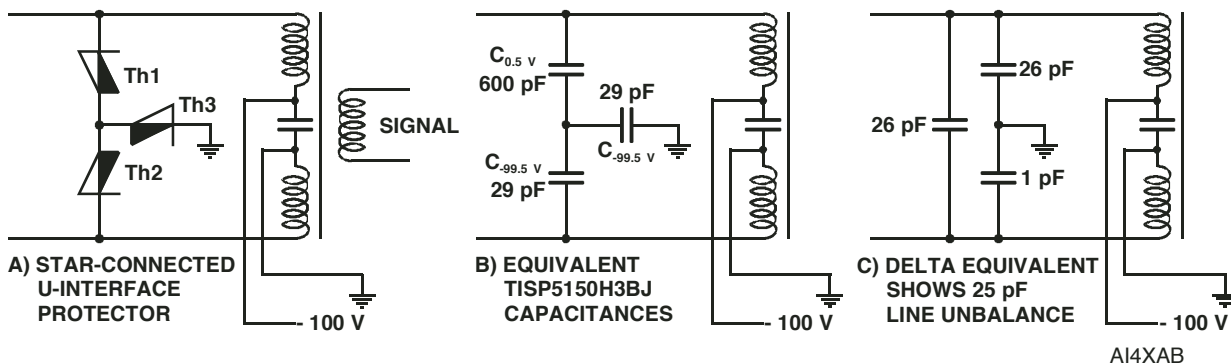 Th1
Th3
Th2
SIGNAL
- 100 V
A) STAR-CONNECTED
U-INTERFACE
PROTECTOR
C0.5 V
600 pF
29 pF
C-99.5 V
C-99.5 V
29 pF
- 100 V
B) EQUIVALENT
TISP5150H3BJ
CAPACITANCES
26 pF
26 pF
1 pF
- 100 V
C) DELTA EQUIVALENT
SHOWS 25 pF
LINE UNBALANCE
AI4XAB